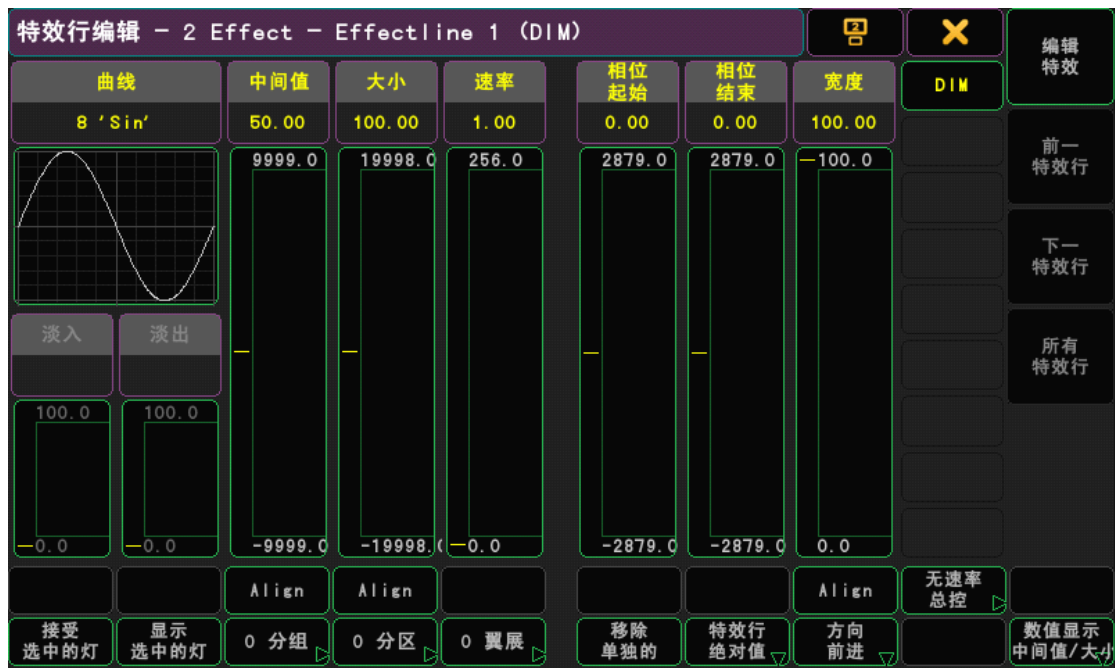 特效行编辑 - 2 Effect - Effectline 1 (DIM)
2
编辑
特效
曲线
中间值
大小
速率
相位
起始
相位
结束
宽度
DIM
8 'Sin'
50.00
100.00
1.00
0.00
0.00
100.00
前一
特效行
9999.0
19998.0
256.0
2879.0
2879.0
100.0
下一
特效行
淡入
淡出
所有
特效行
100.0
100.0
0.0
0.0
-9999.0
-19998.
0.0
-2879.0
-2879.0
0.0
Align
Align
Align
无速率
总控
接受
选中的灯
显示
选中的灯
0 分组
0 分区
0 翼展
移除
单独的
特效行
绝对值
方向
前进
数值显示
中间值/大小